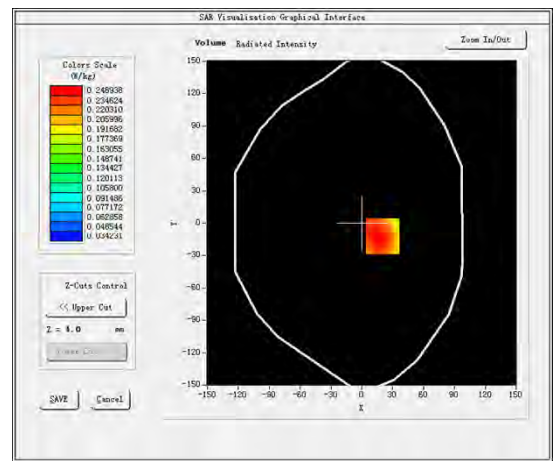 SAR Visualisation Graphical Interface
Volume Radiated Intensity
Zoom In/Out
Colors Scale
(W/kg)
0.248938
0.234624
0.220310
0.205996
0.191682
0.177369
0.163055
0.148741
0.134427
0.120113
0.105800
0.091486
0.077172
0.062858
0.048544
0.034231
150
120
90
60
30
0
-30
-60
-90
-120
-150
Y
-150 -120 -90 -60 -30 0 30 60 90 120 150
X
Z-Cuts Control
<< Upper Cut
Z = 4.0 mm
SAVE Cancel